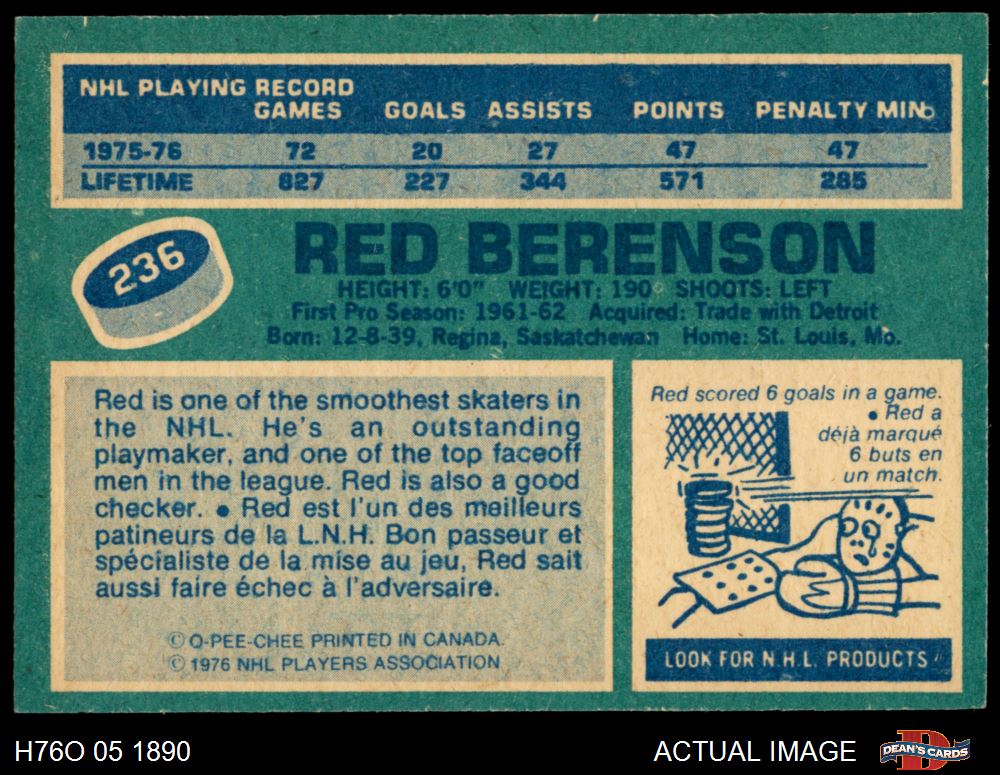 NHL PLAYING RECORD
GAMES GOALS ASSISTS POINTS PENALTY MIN.
1975-76 72 20 27 47 47
LIFETIME 827 227 344 571 285
236
RED BERENSON
HEIGHT: 6'0" WEIGHT: 190 SHOOTS: LEFT
First Pro Season: 1961-62 Acquired: Trade with Detroit
Born: 12-8-39, Regina, Saskatchewan Home: St. Louis, Mo.
Red is one of the smoothest skaters in
the NHL. He's an outstanding
playmaker, and one of the top faceoff
men in the league. Red is also a good
checker. • Red est l'un des meilleurs
patineurs de la L.N.H. Bon passeur et
spécialiste de la mise au jeu, Red sait
aussi faire échec à l'adversaire.
© O-PEE-CHEE PRINTED IN CANADA.
© 1976 NHL PLAYERS ASSOCIATION
Red scored 6 goals in a game.
• Red a
déjà marqué
6 buts en
un match.
LOOK FOR N.H.L. PRODUCTS
H76O 05 1890
ACTUAL IMAGE
D
DEAN'S CARDS